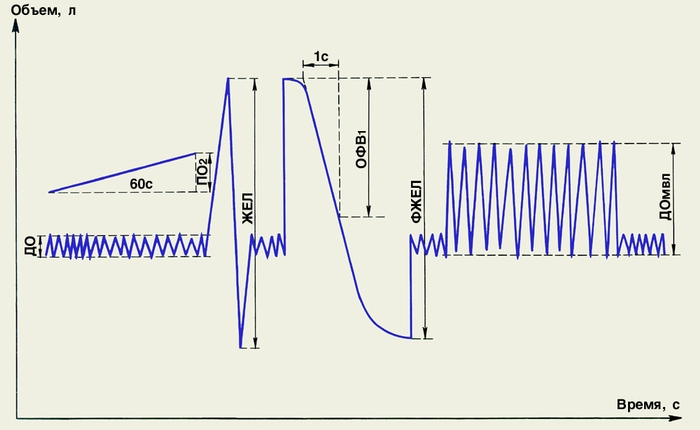 Объем, л
1с
ОФВ1
ПО2
60с
ЖЕЛ
ФЖЕЛ
ДОмвл
ДО
Время, с